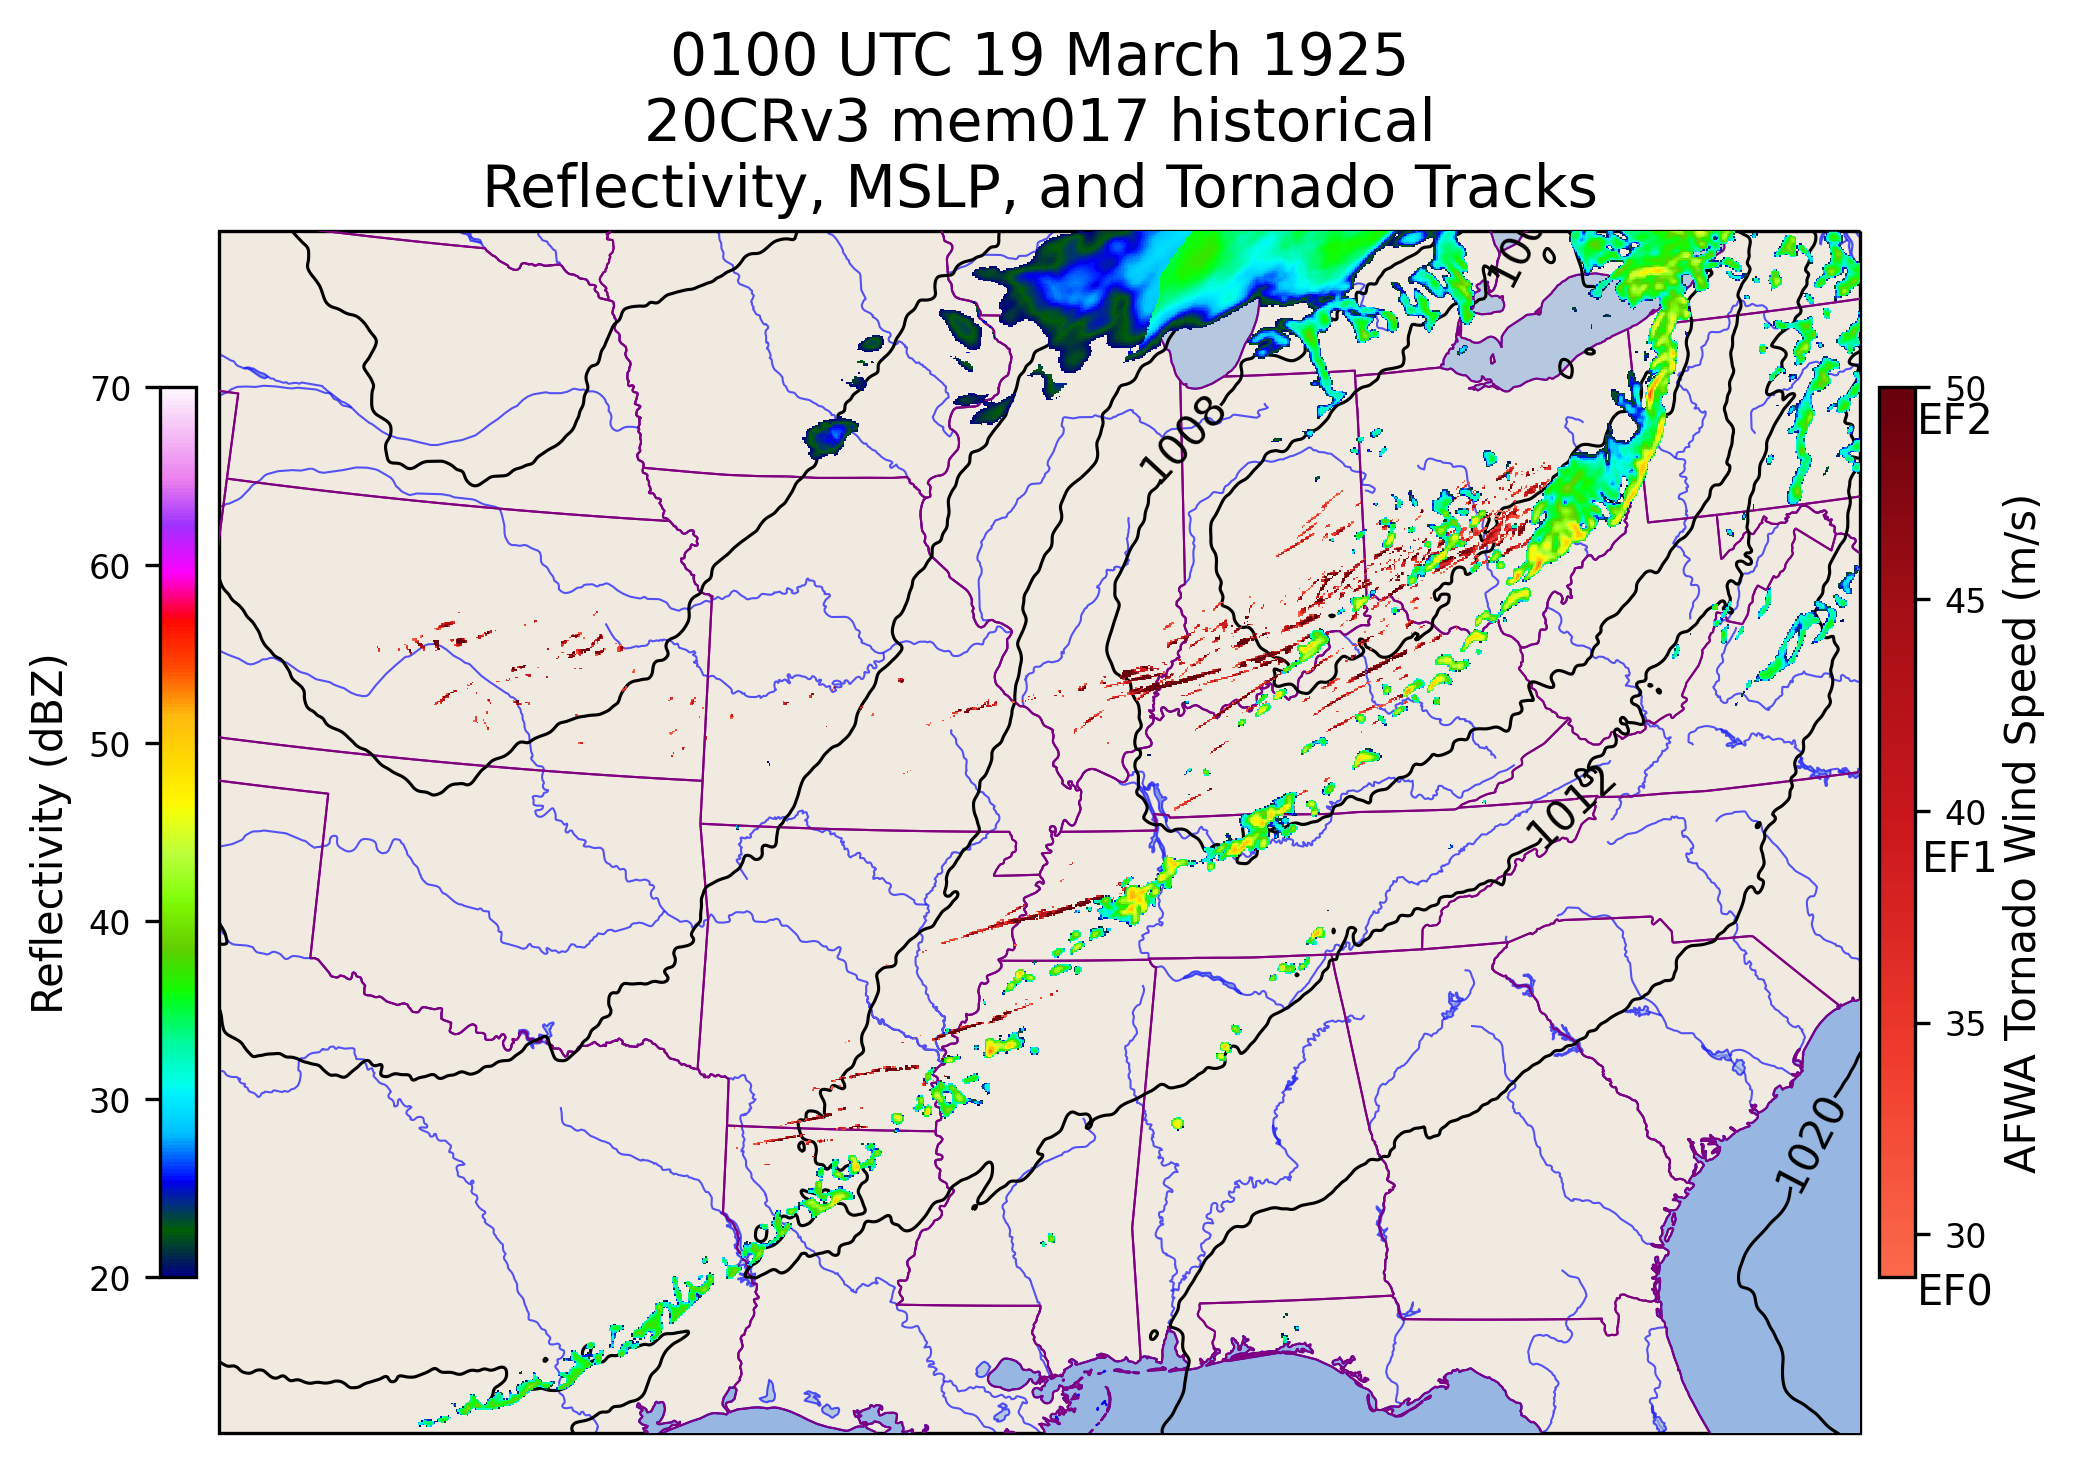 0100 UTC 19 March 1925
20CRv3 mem017 historical
Reflectivity, MSLP, and Tornado Tracks
Reflectivity (dBZ)
70
60
50
40
30
20
1008
1012
1020
50
EF2
45
40
EF1
35
30
EF0
AFWA Tornado Wind Speed (m/s)